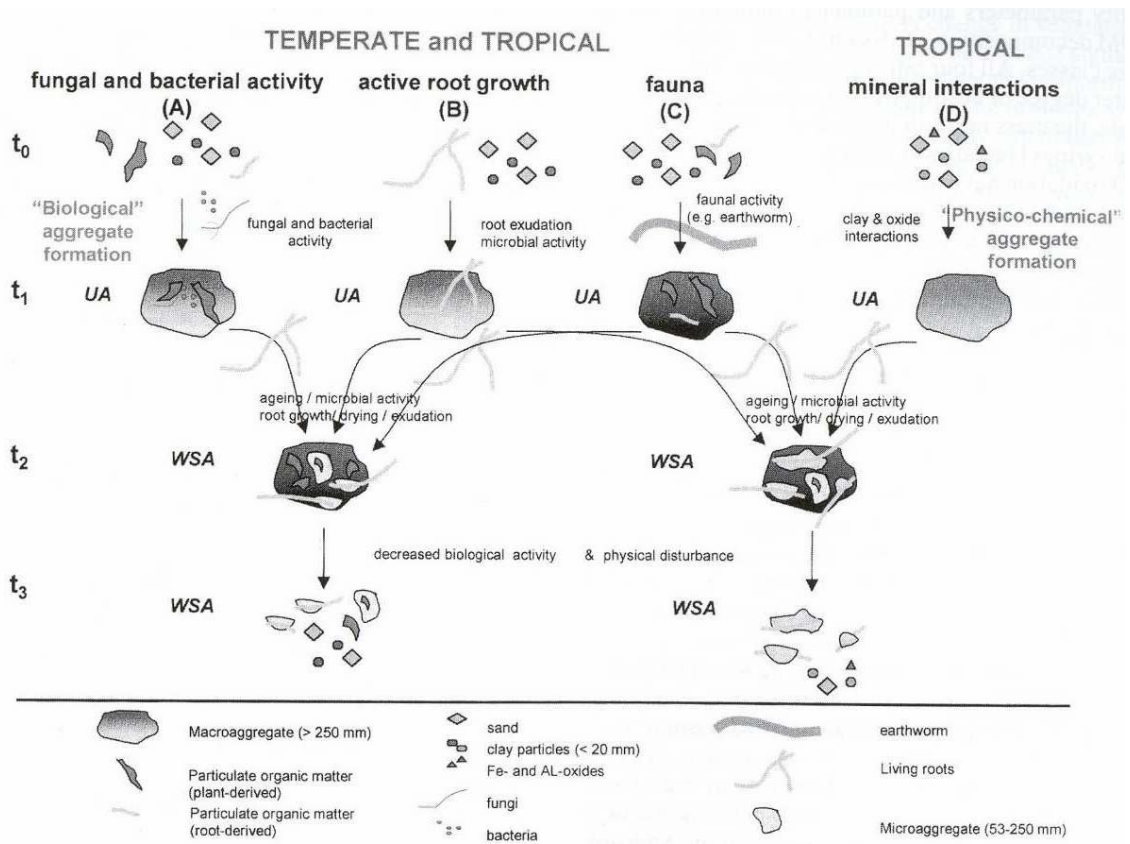 TEMPERATE and TROPICAL
TROPICAL
fungal and bacterial activity
(A)
active root growth
(B)
fauna
(C)
mineral interactions
(D)
t0
"Biological"
aggregate
formation
fungal and bacterial
activity
root exudation
microbial activity
faunal activity
(e.g. earthworm)
clay & oxide
interactions
"Physico-chemical"
aggregate
formation
t1
UA
UA
UA
UA
ageing / microbial activity
root growth/ drying / exudation
ageing / microbial activity
root growth/ drying / exudation
t2
WSA
WSA
decreased biological activity & physical disturbance
t3
WSA
WSA
Macroaggregate (> 250 mm)
Particulate organic matter
(plant-derived)
Particulate organic matter
(root-derived)
sand
clay particles (< 20 mm)
Fe- and AL-oxides
fungi
bacteria
earthworm
Living roots
Microaggregate (53-250 mm)